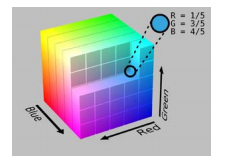 R = 1/5
G = 3/5
B = 4/5
Blue
Red
Green